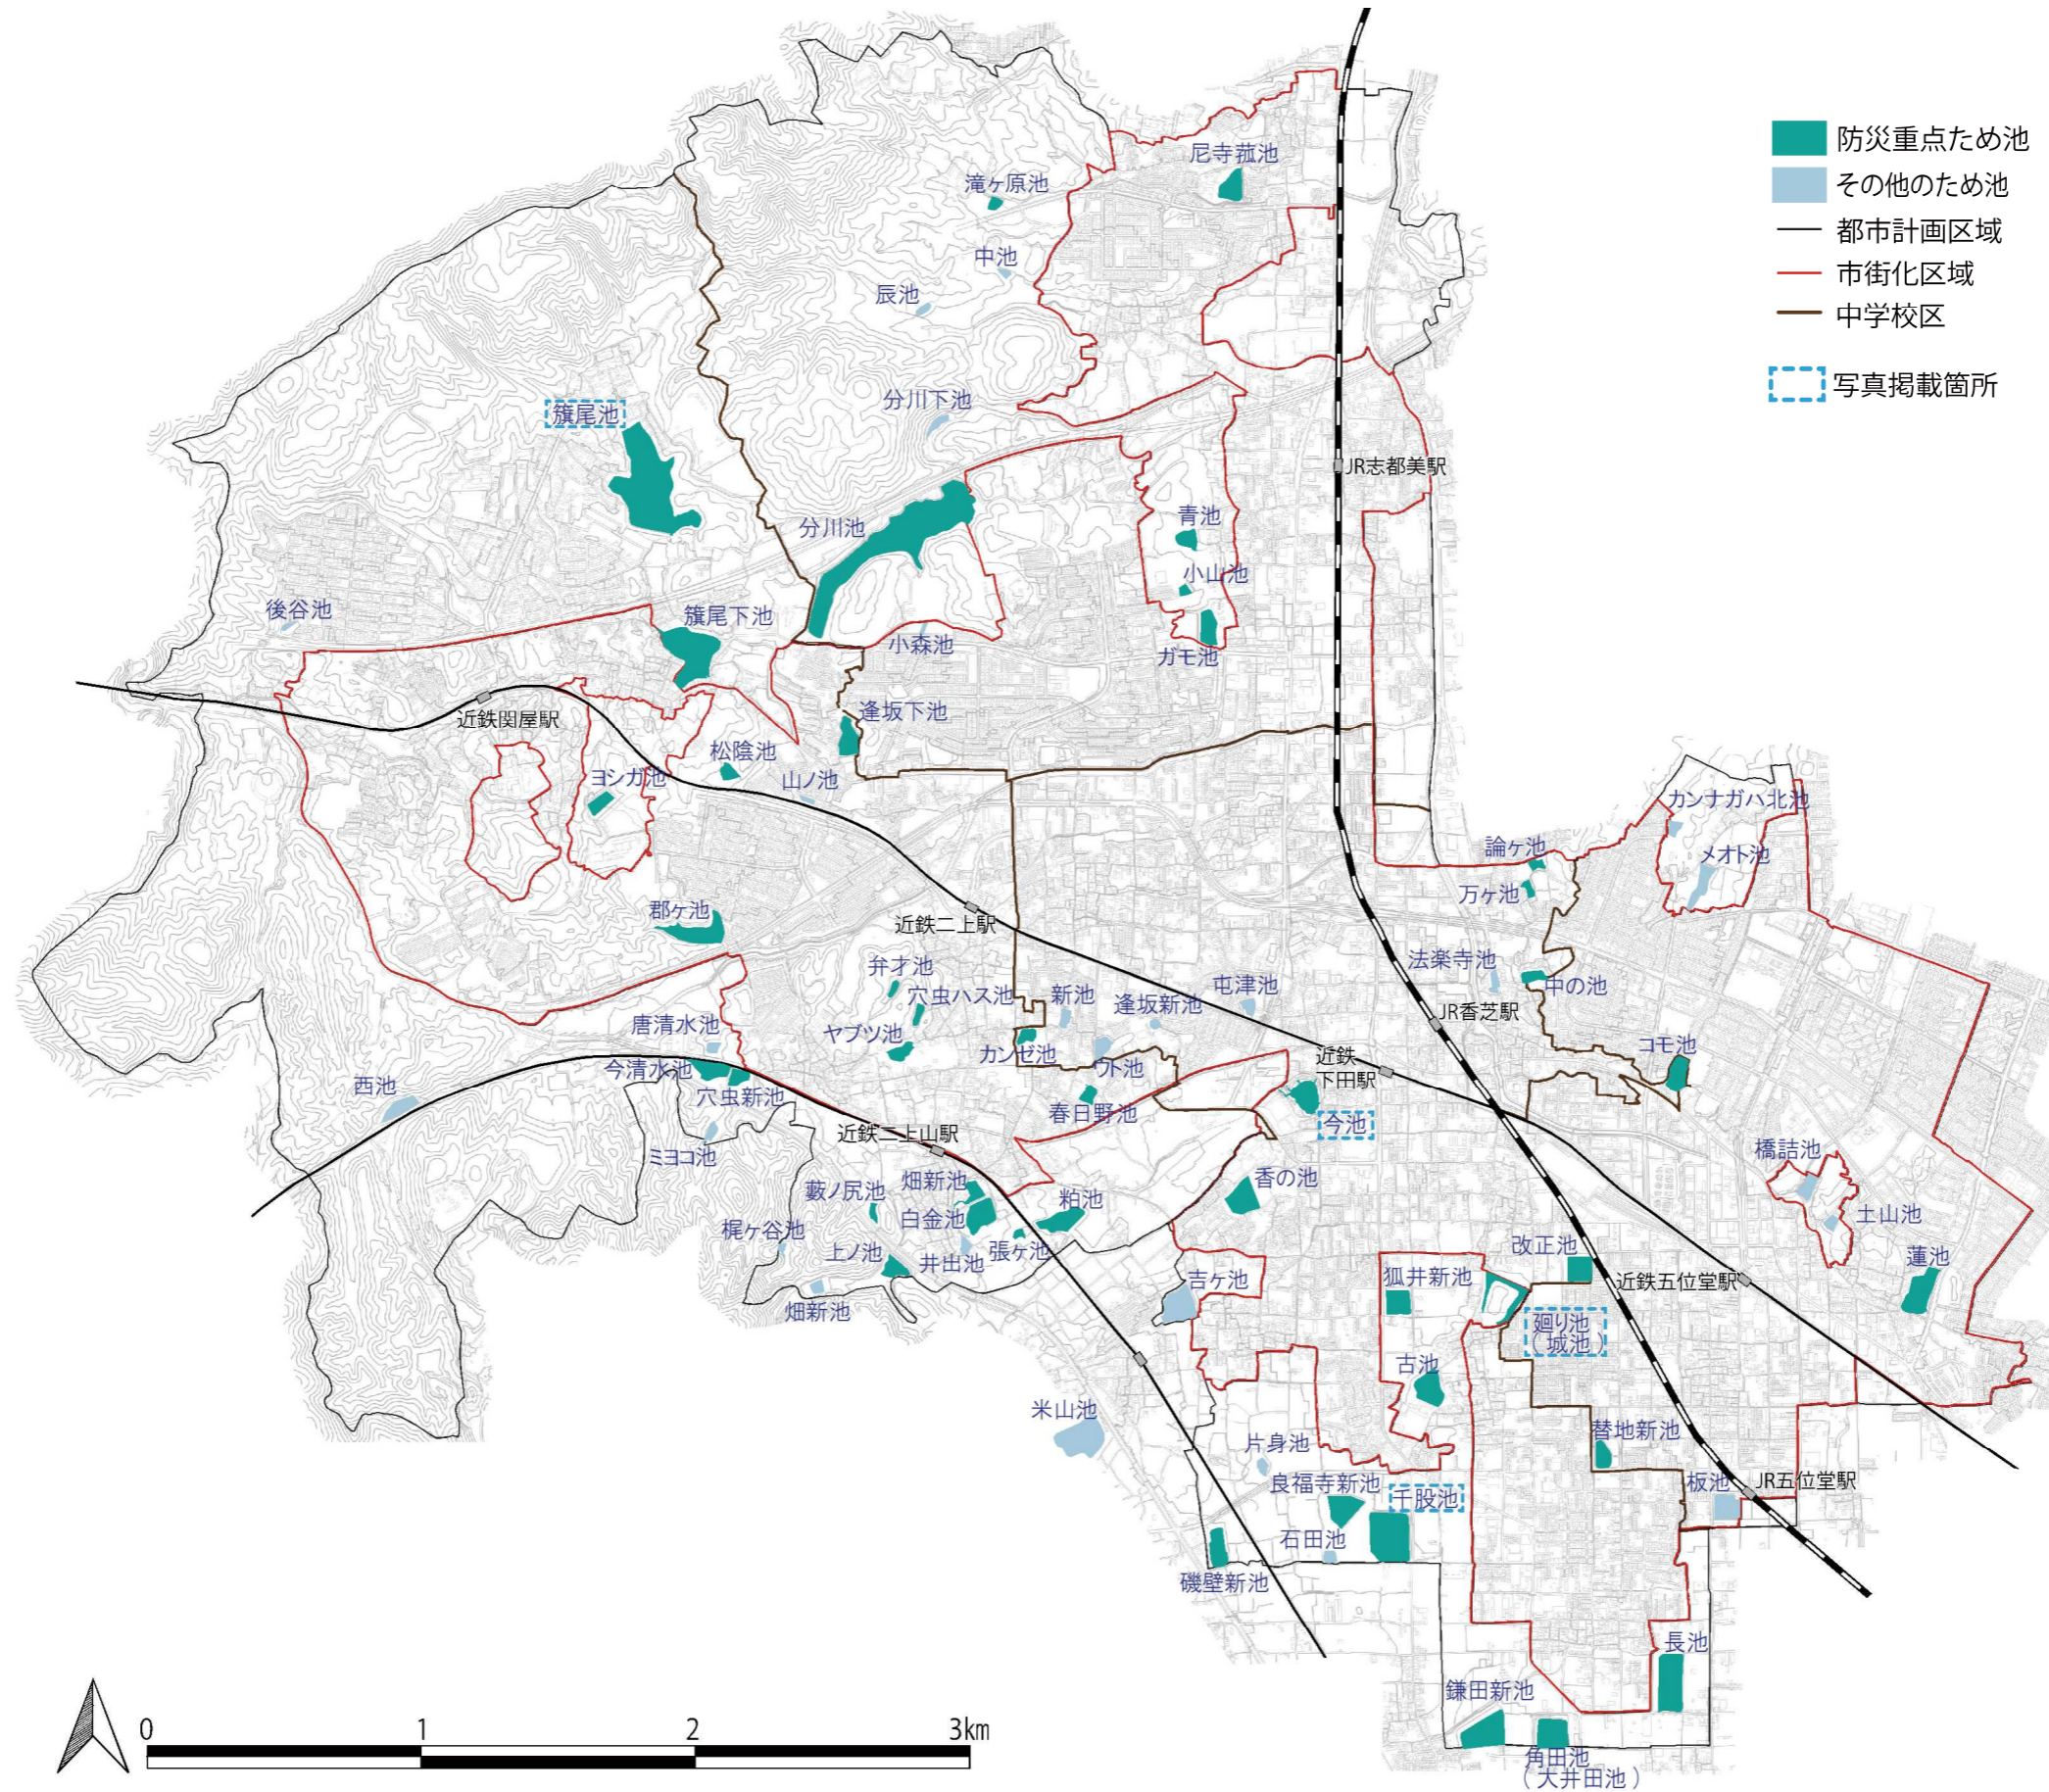 防災重点ため池
その他のため池
都市計画区域
市街化区域
中学校区
写真掲載箇所
尼寺菰池
滝ヶ原池
中池
辰池
分川下池
籏尾池
JR志都美駅
分川池
青池
小山池
後谷池
籏尾下池
小森池
ガモ池
近鉄関屋駅
逢坂下池
松陰池
ヨシガ池
山ノ池
カンナガハ北池
論ヶ池
メオト池
万ヶ池
郡ヶ池
近鉄二上駅
弁才池
法楽寺池
中の池
穴虫ハス池
新池
逢坂新池
屯津池
JR香芝駅
唐清水池
ヤブツ池
カンゼ池
ウト池
近鉄
下田駅
コモ池
今清水池
西池
穴虫新池
春日野池
今池
近鉄二上山駅
ミヨコ池
橋詰池
藪ノ尻池
畑新池
粕池
香の池
白金池
土山池
梶ヶ谷池
上ノ池
井出池
張ヶ池
改正池
蓮池
吉ヶ池
狐井新池
近鉄五位堂駅
畑新池
廻り池
(城池)
古池
米山池
片身池
替地新池
良福寺新池
千股池
板池
JR五位堂駅
石田池
磯壁新池
長池
鎌田新池
角田池
(大井田池)
0 1 2 3km